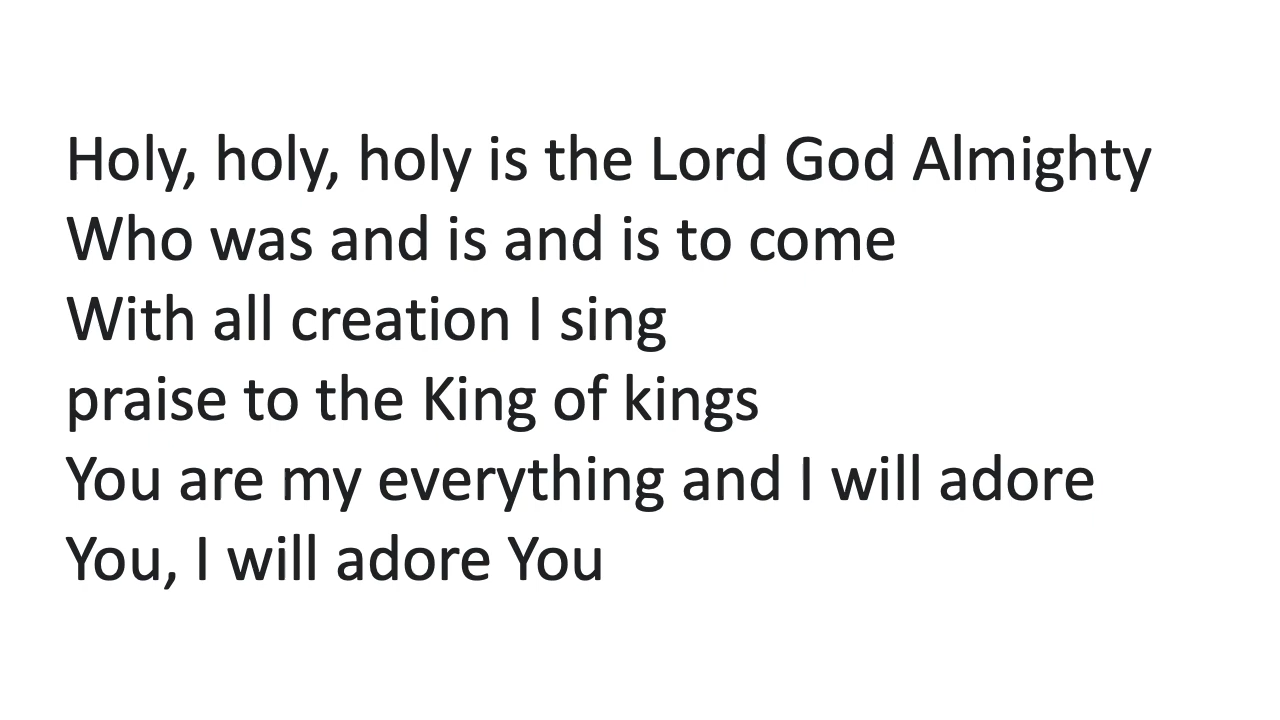 Holy, holy, holy is the Lord God Almighty
Who was and is and is to come
With all creation I sing
praise to the King of kings
You are my everything and I will adore
You, I will adore You